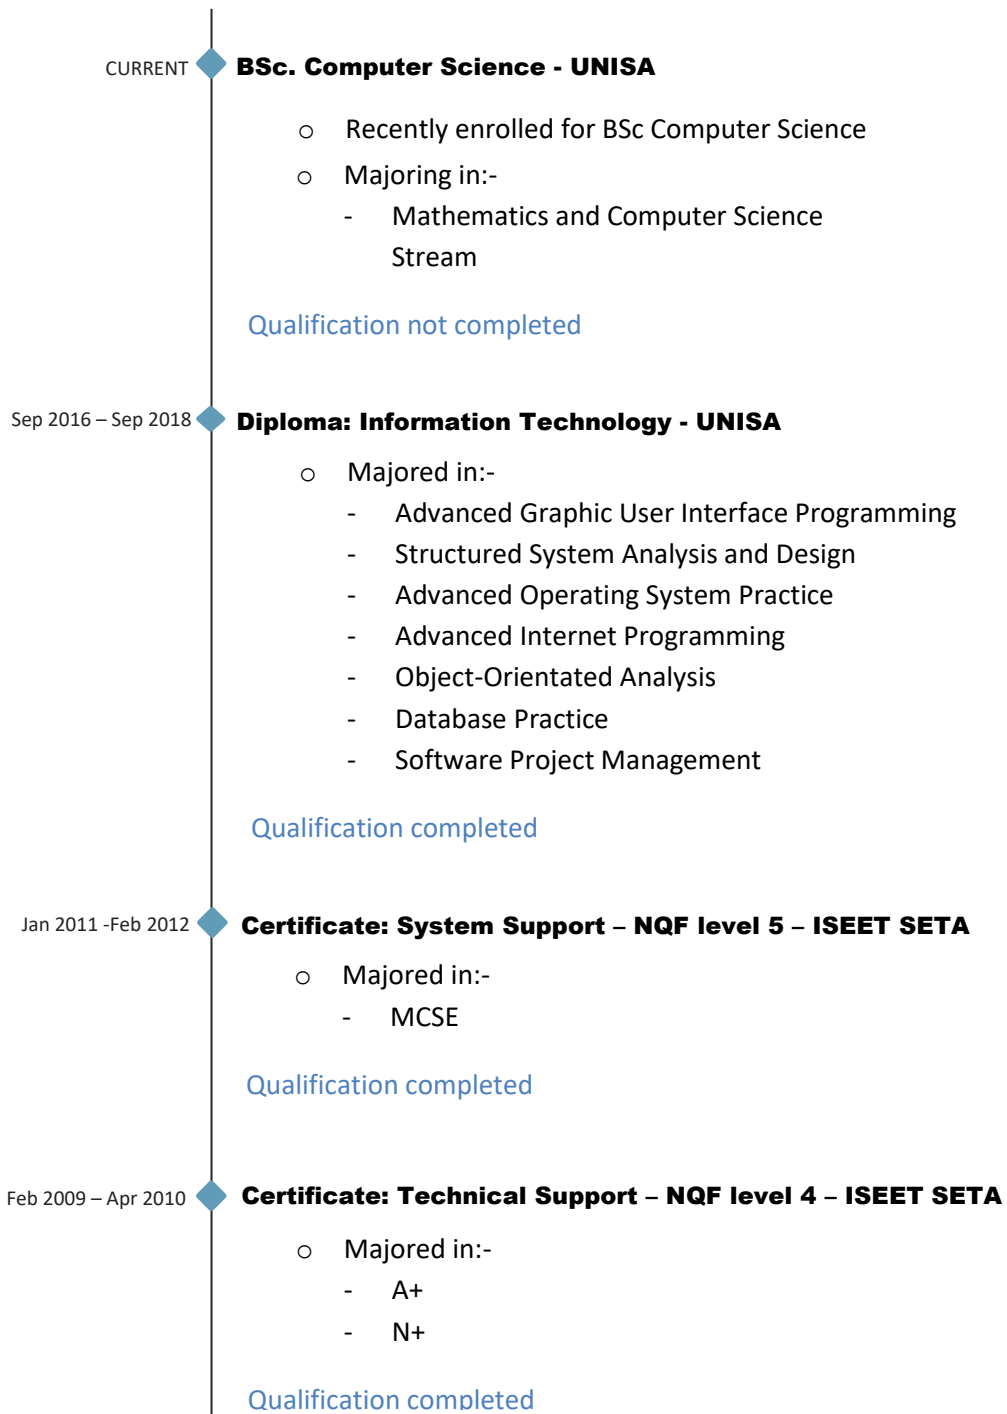 CURRENT BSc. Computer Science - UNISA
o Recently enrolled for BSc Computer Science
o Majoring in:-
- Mathematics and Computer Science
Stream
Qualification not completed
Sep 2016 – Sep 2018 Diploma: Information Technology - UNISA
o Majored in:-
- Advanced Graphic User Interface Programming
- Structured System Analysis and Design
- Advanced Operating System Practice
- Advanced Internet Programming
- Object-Orientated Analysis
- Database Practice
- Software Project Management
Qualification completed
Jan 2011 -Feb 2012 Certificate: System Support – NQF level 5 – ISEET SETA
o Majored in:-
- MCSE
Qualification completed
Feb 2009 – Apr 2010 Certificate: Technical Support – NQF level 4 – ISEET SETA
o Majored in:-
- A+
- N+
Qualification completed